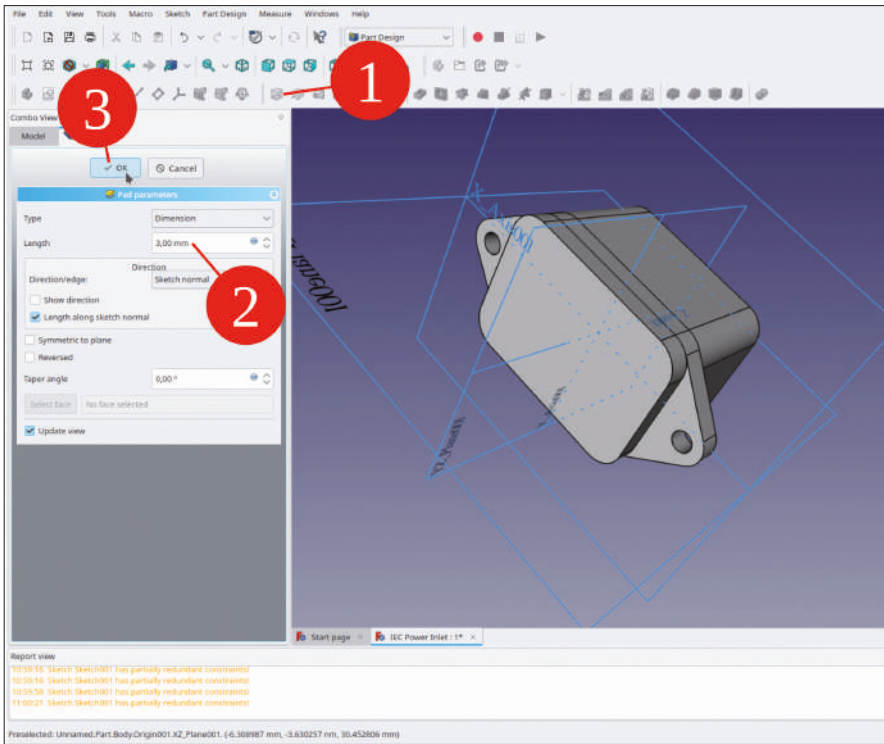 File Edit View Tools Macro Sketch Part Design Measure Windows Help
Part Design
1
3
Combo View
Model
OK Cancel
Pad parameters
Type Dimension
Length 3,00 mm
Direction
Direction/edge: Sketch normal
2
Show direction
Length along sketch normal
Symmetric to plane
Reversed
Taper angle 0,00 °
Select face No face selected
Update view
Start page IEC Power Inlet : 1*
Report view
10:59:16 Sketch Sketch001 has partially redundant constraints!
10:59:16 Sketch Sketch001 has partially redundant constraints!
10:59:58 Sketch Sketch001 has partially redundant constraints!
11:00:21 Sketch Sketch001 has partially redundant constraints!
Preselected: Unnamed.Part.Body.Origin001.XZ_Plane001. (-6.308987 mm, -3.630257 nm, 30.452806 mm)